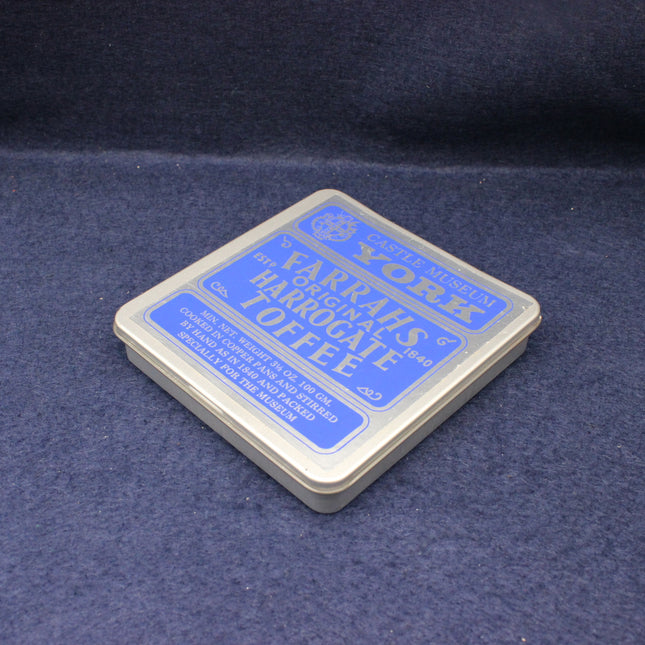 CASTLE MUSEUM
YORK
FARRAHS
ESTD 1840
ORIGINAL
HARROGATE
TOFFEE
MIN. NET. WEIGHT 3½ OZ. 100 GM.
COOKED IN COPPER PANS AND STIRRED
BY HAND AS IN 1840 AND PACKED
SPECIALLY FOR THE MUSEUM